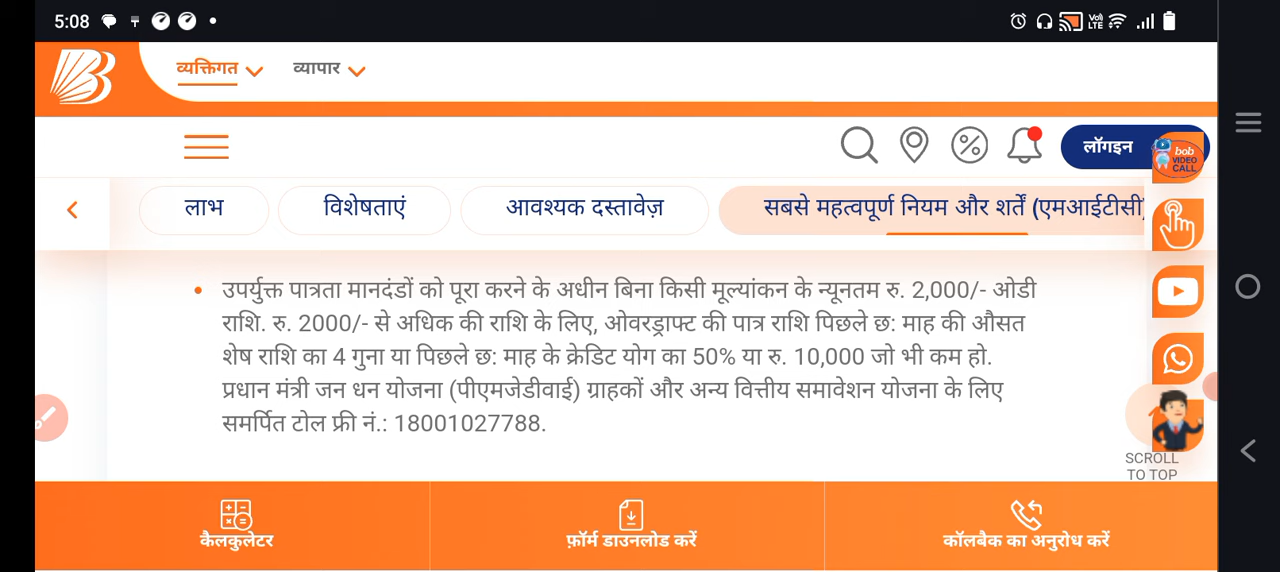 5:08
Vo)
LTE
व्यक्तिगत
व्यापार
लॉगइन
bob
VIDEO
CALL
लाभ
विशेषताएं
आवश्यक दस्तावेज़
सबसे महत्वपूर्ण नियम और शर्तें (एमआईटीसी)
उपर्युक्त पात्रता मानदंडों को पूरा करने के अधीन बिना किसी मूल्यांकन के न्यूनतम रु. 2,000/- ओडी
राशि. रु. 2000/- से अधिक की राशि के लिए, ओवरड्राफ्ट की पात्र राशि पिछले छ: माह की औसत
शेष राशि का 4 गुना या पिछले छ: माह के क्रेडिट योग का 50% या रु. 10,000 जो भी कम हो.
प्रधान मंत्री जन धन योजना (पीएमजेडीवाई) ग्राहकों और अन्य वित्तीय समावेशन योजना के लिए
समर्पित टोल फ्री नं.: 18001027788.
SCROLL
TO TOP
कैलकुलेटर
फ़ॉर्म डाउनलोड करें
कॉलबैक का अनुरोध करें